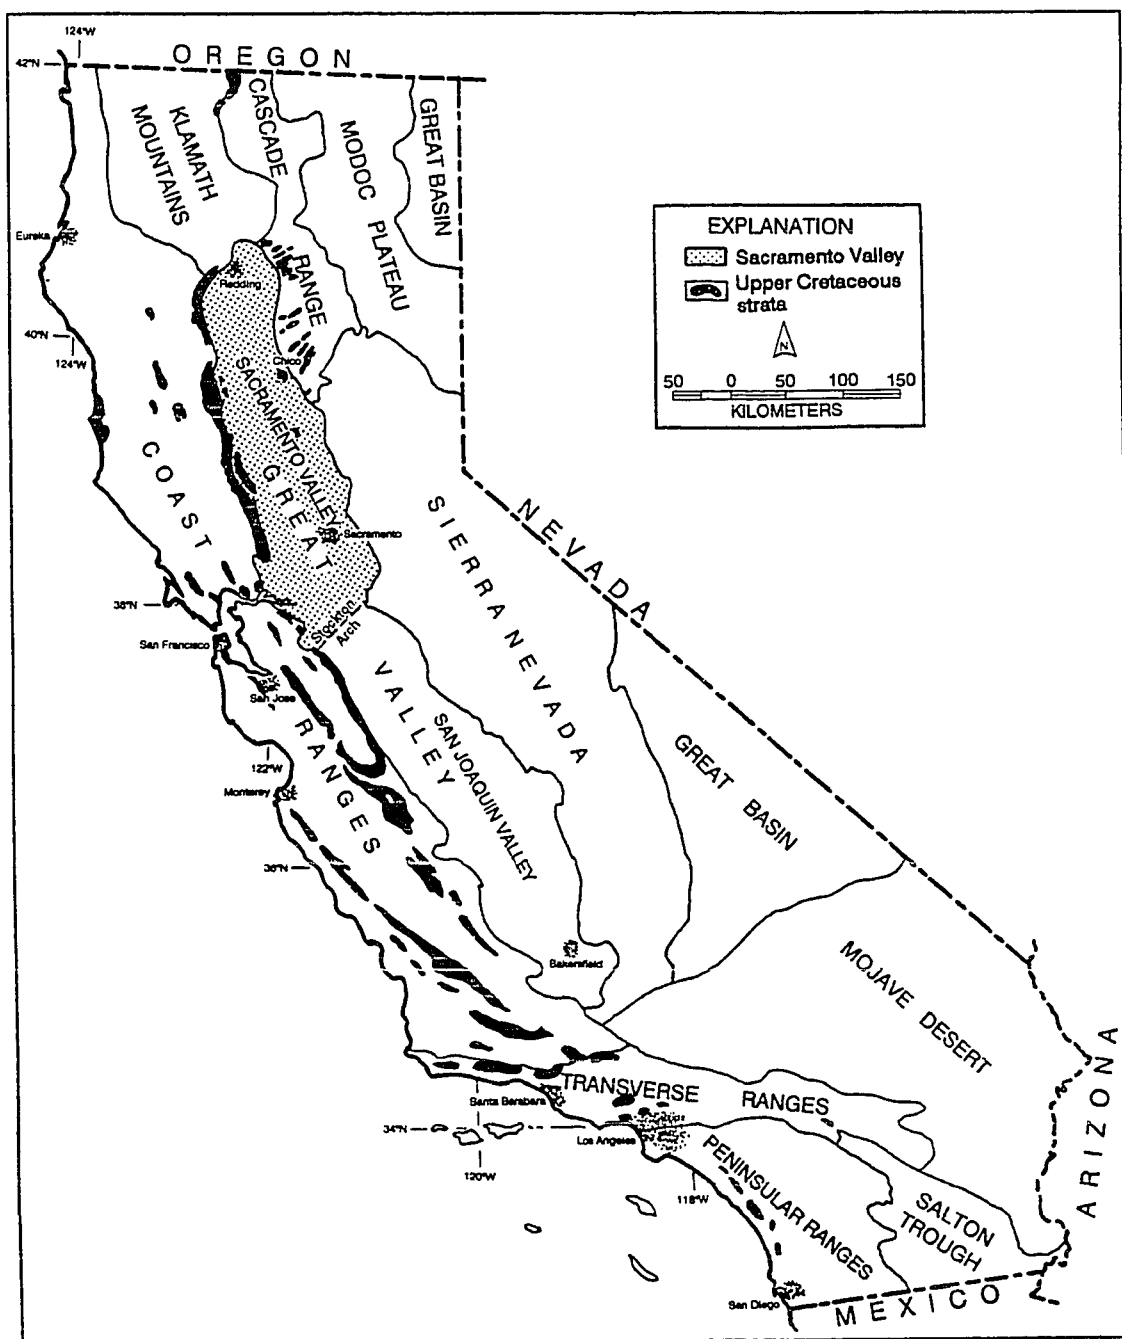 124°W
42°N
OREGON
KLAMATH
MOUNTAINS
CASCADE
RANGE
MODOC PLATEAU
GREAT BASIN
EXPLANATION
Sacramento Valley
Upper Cretaceous
strata
N
50 0 50 100 150
KILOMETERS
Eureka
Redding
40°N
124°W
Chico
SACRAMENTO VALLEY
COAST
RANGES
GREAT
VALLEY
Sacramento
SIERRA NEVADA
NEVADA
38°N
Stockton
Arch
San Francisco
San Jose
122°W
Monterey
SAN JOAQUIN VALLEY
GREAT BASIN
36°N
Bakersfield
MOJAVE DESERT
ARIZONA
TRANSVERSE RANGES
Santa Barabara
34°N
Los Angeles
120°W
118°W
PENINSULAR RANGES
SALTON
TROUGH
San Diego
MEXICO